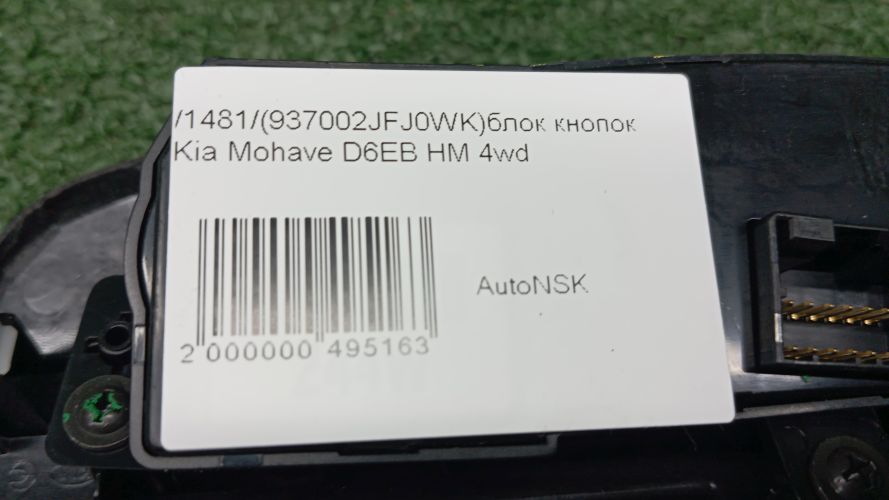 /1481/(937002JFJ0WK)блок кнопок
Kia Mohave D6EB HM 4wd
AutoNSK
2 000000 495163